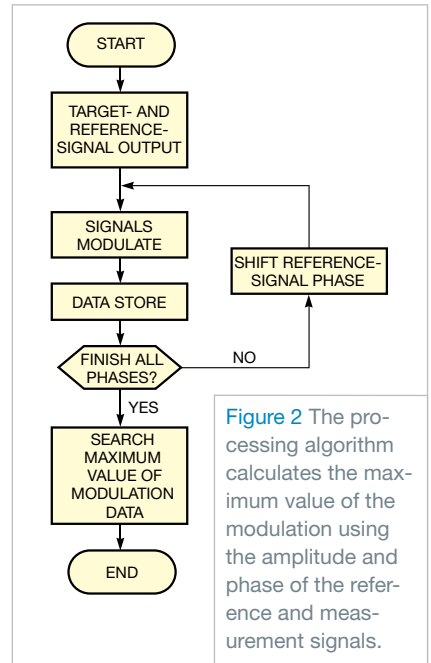 START
TARGET- AND
REFERENCE-
SIGNAL OUTPUT
SIGNALS
MODULATE
SHIFT REFERENCE-
SIGNAL PHASE
DATA STORE
FINISH ALL
PHASES?
NO
YES
SEARCH
MAXIMUM
VALUE OF
MODULATION
DATA
END
Figure 2 The pro-
cessing algorithm
calculates the max-
imum value of the
modulation using
the amplitude and
phase of the refer-
ence and meas-
urement signals.